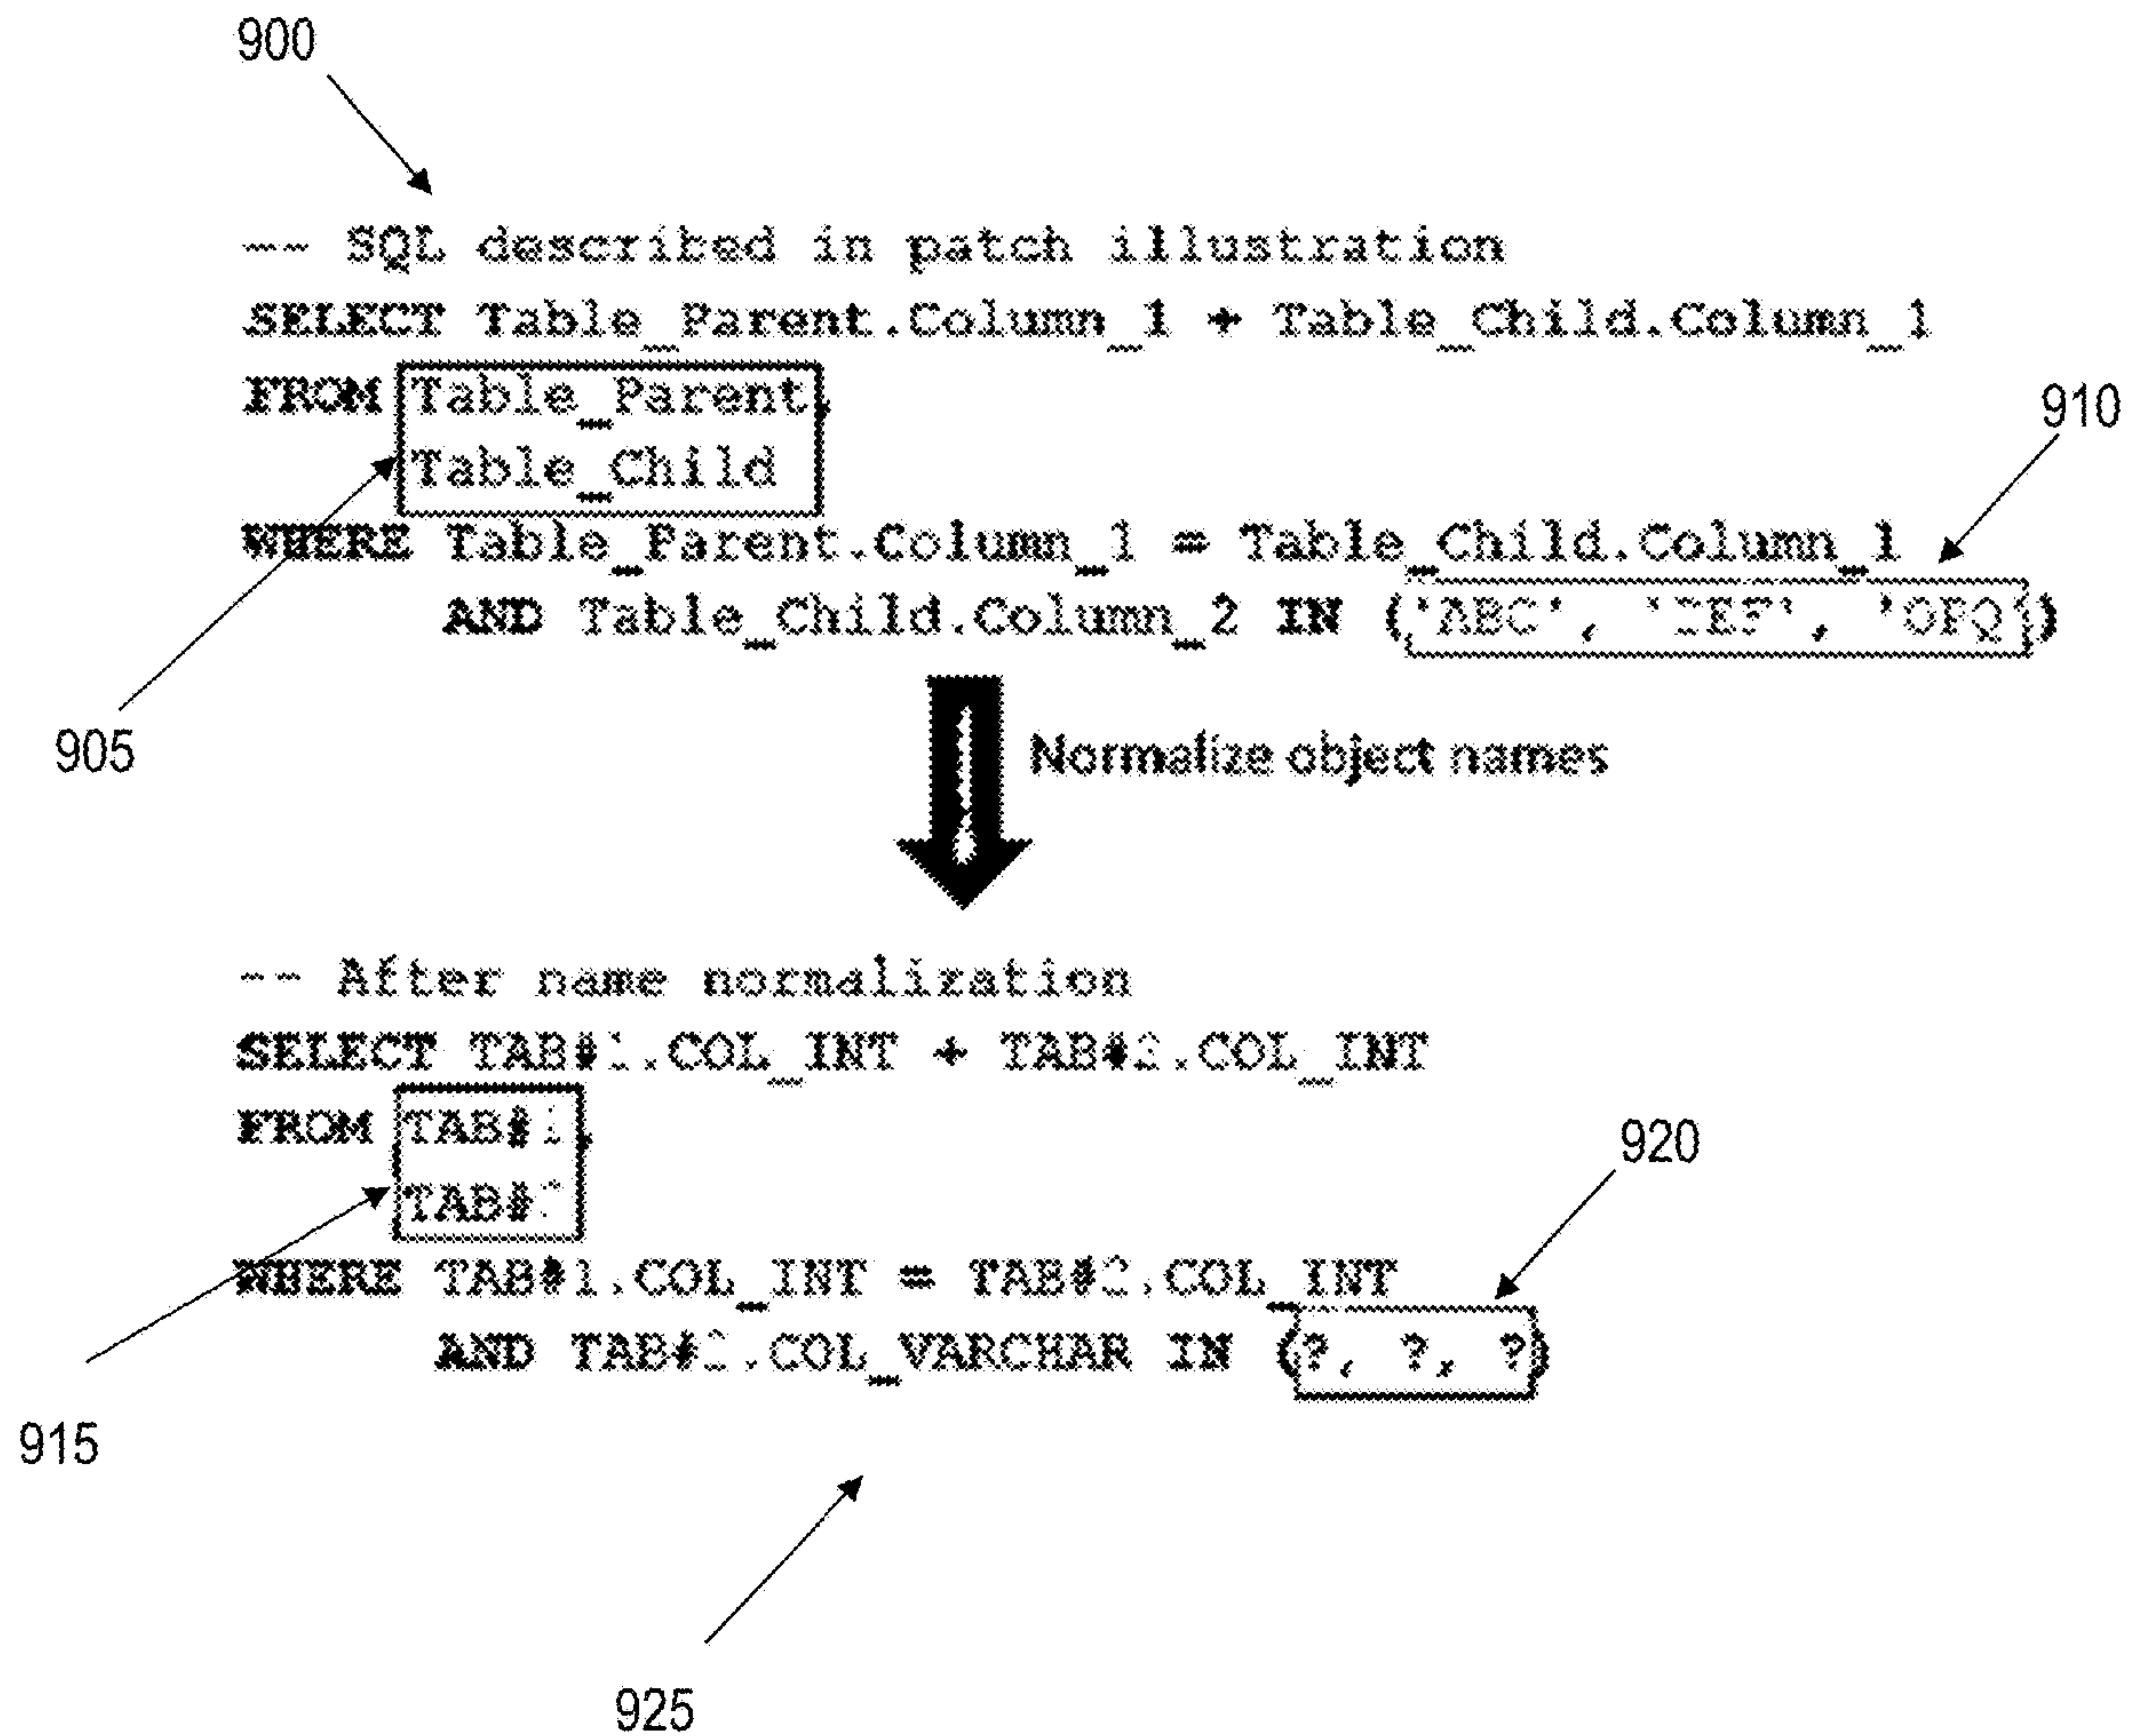 900
-- SQL described in patch illustration
SELECT Table_Parent.Column_1 + Table_Child.Column_1
FROM Table_Parent,
910
Table_Child
WHERE Table_Parent.Column_1 = Table_Child.Column_1
AND Table_Child.Column_2 IN ('ABC', 'DEF', 'OPQ')
905
Normalize object names
-- After name normalization
SELECT TAB#1.COL_INT + TAB#2.COL_INT
FROM TAB#1,
920
TAB#2
WHERE TAB#1.COL_INT = TAB#2.COL_INT
AND TAB#2.COL_VARCHAR IN (?, ?, ?)
915
925